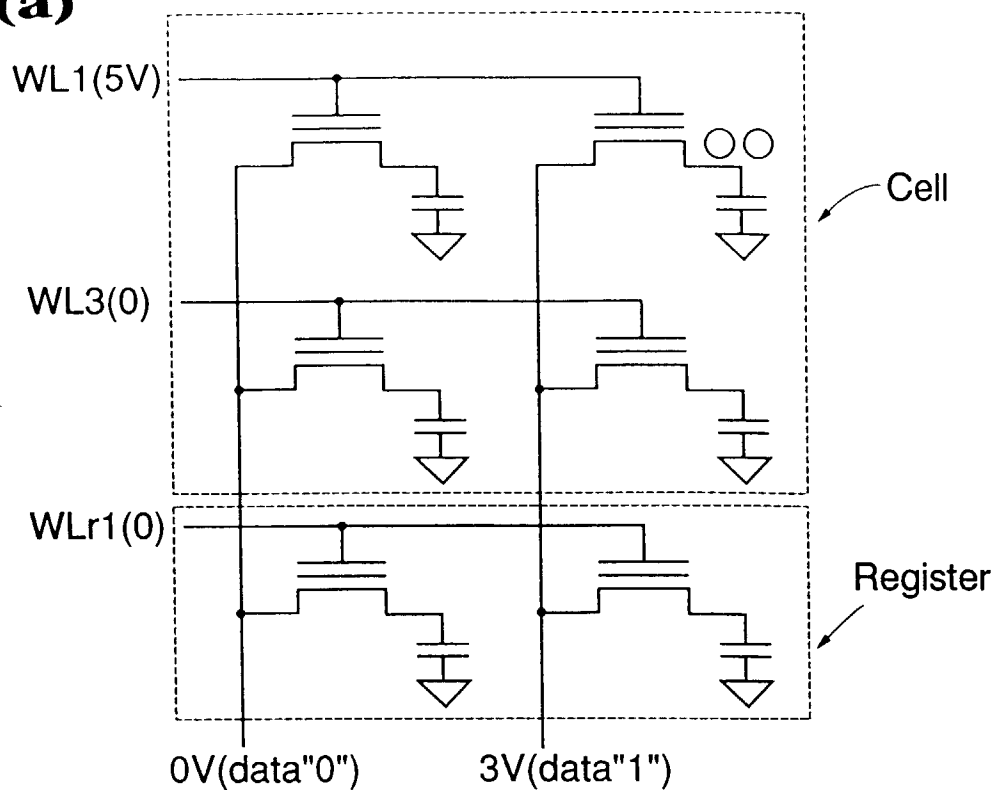 (a)
WL1(5V)
Cell
WL3(0)
WLr1(0)
Register
0V(data"0")
3V(data"1")